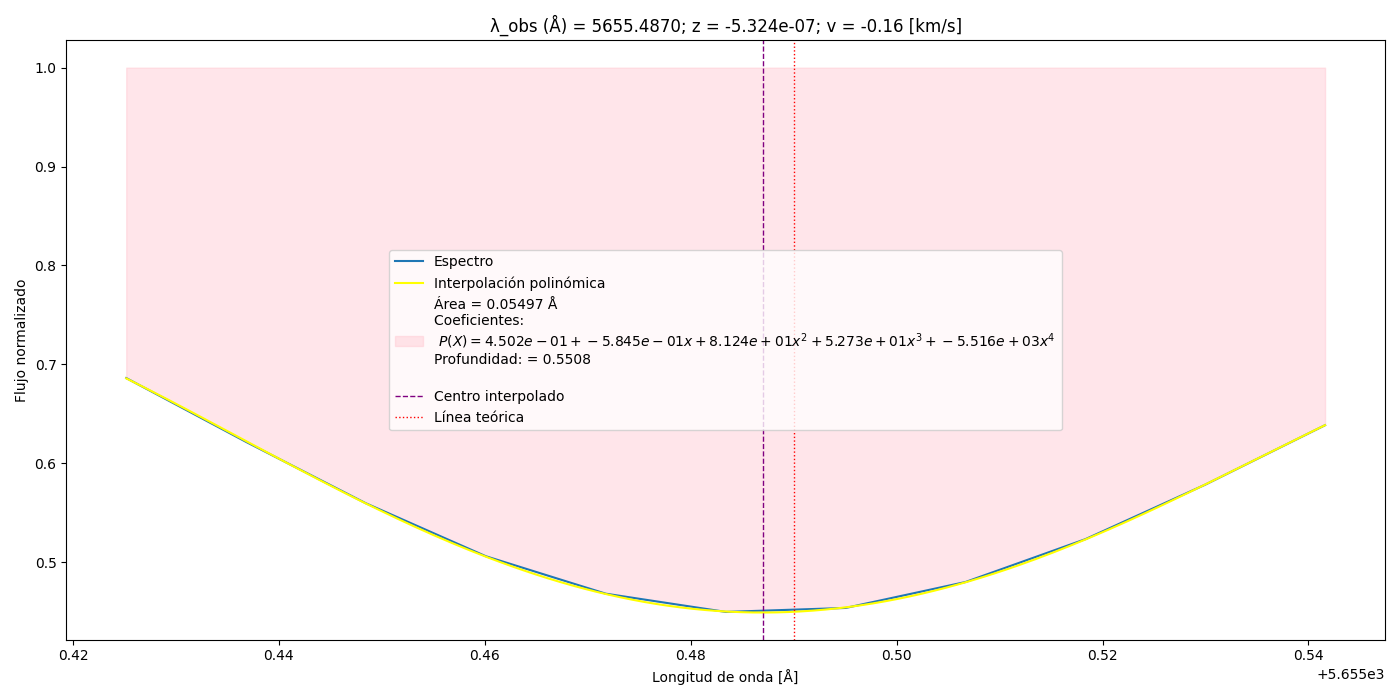 λ_obs (Å) = 5655.4870; z = -5.324e-07; v = -0.16 [km/s]
Flujo normalizado
1.0
0.9
0.8
0.7
0.6
0.5
Espectro
Interpolación polinómica
Área = 0.05497 Å
Coeficientes:
P(X) = 4.502e − 01 + −5.845e − 01x + 8.124e + 01x² + 5.273e + 01x³ + −5.516e + 03x⁴
Profundidad: = 0.5508
Centro interpolado
Línea teórica
0.42 0.44 0.46 0.48 0.50 0.52 0.54
+5.655e3
Longitud de onda [Å]